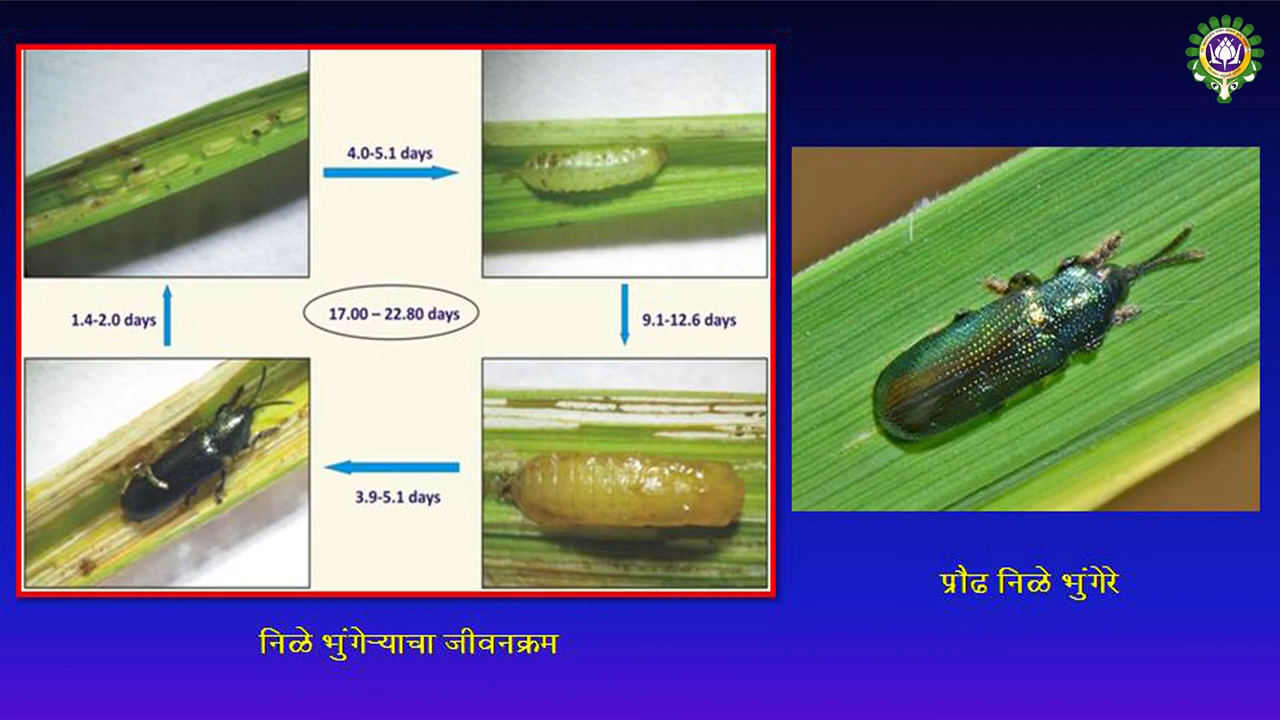 4.0-5.1 days
17.00 – 22.80 days
1.4-2.0 days
9.1-12.6 days
3.9-5.1 days
प्रौढ निळे भुंगेरे
निळे भुंगेऱ्याचा जीवनक्रम